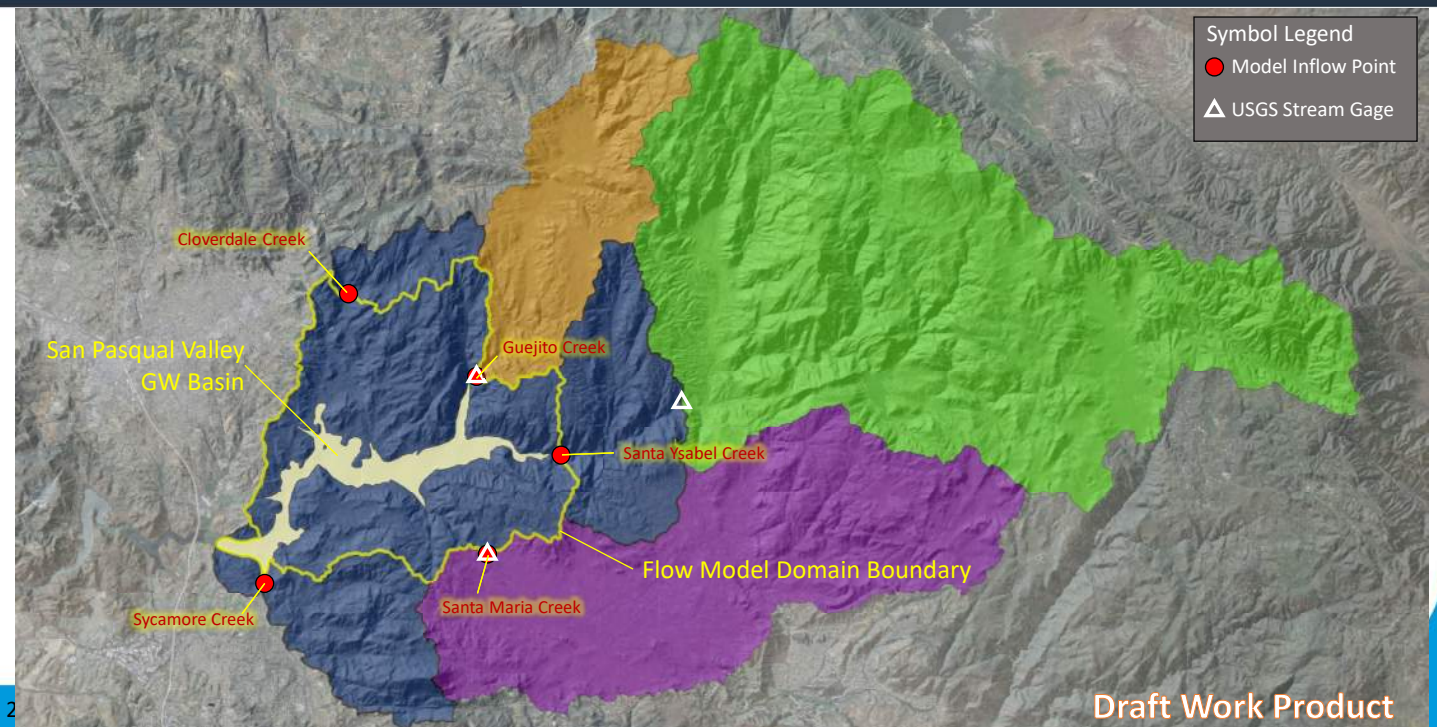 Symbol Legend
Model Inflow Point
USGS Stream Gage
Cloverdale Creek
San Pasqual Valley
GW Basin
Guejito Creek
Santa Ysabel Creek
Flow Model Domain Boundary
Santa Maria Creek
Sycamore Creek
2
Draft Work Product